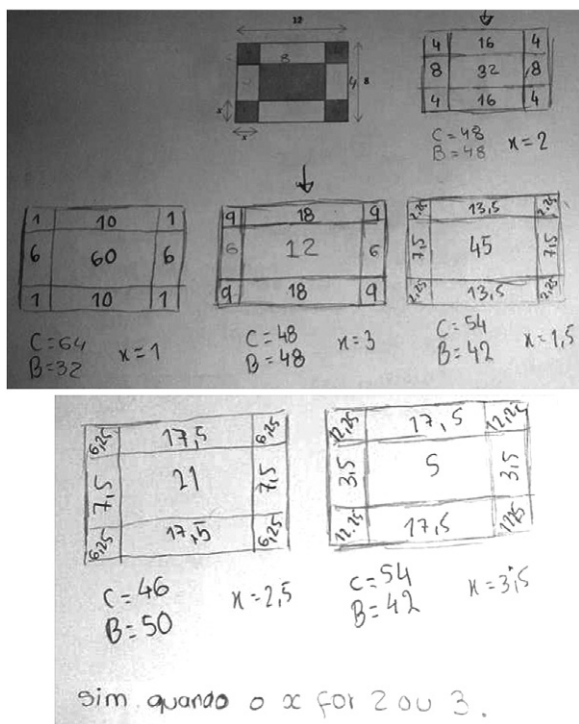 12
8
4 8
x
x
4 16 4
8 32 8
4 16 4
C=48
B=48 x=2
1 10 1
6 60 6
1 10 1
C=64
B=32 x=1
9 18 9
6 12 6
9 18 9
C=48
B=48 x=3
2,25 13,5 2,25
7,5 45 7,5
2,25 13,5 2,25
C=54
B=42 x=1,5
6,25 17,5 6,25
7,5 21 7,5
6,25 17,5 6,25
C=46
B=50 x=2,5
12,25 17,5 12,25
3,5 5 3,5
12,25 17,5 12,25
C=54
B=42 x=3,5
sim quando o x for 2 ou 3.